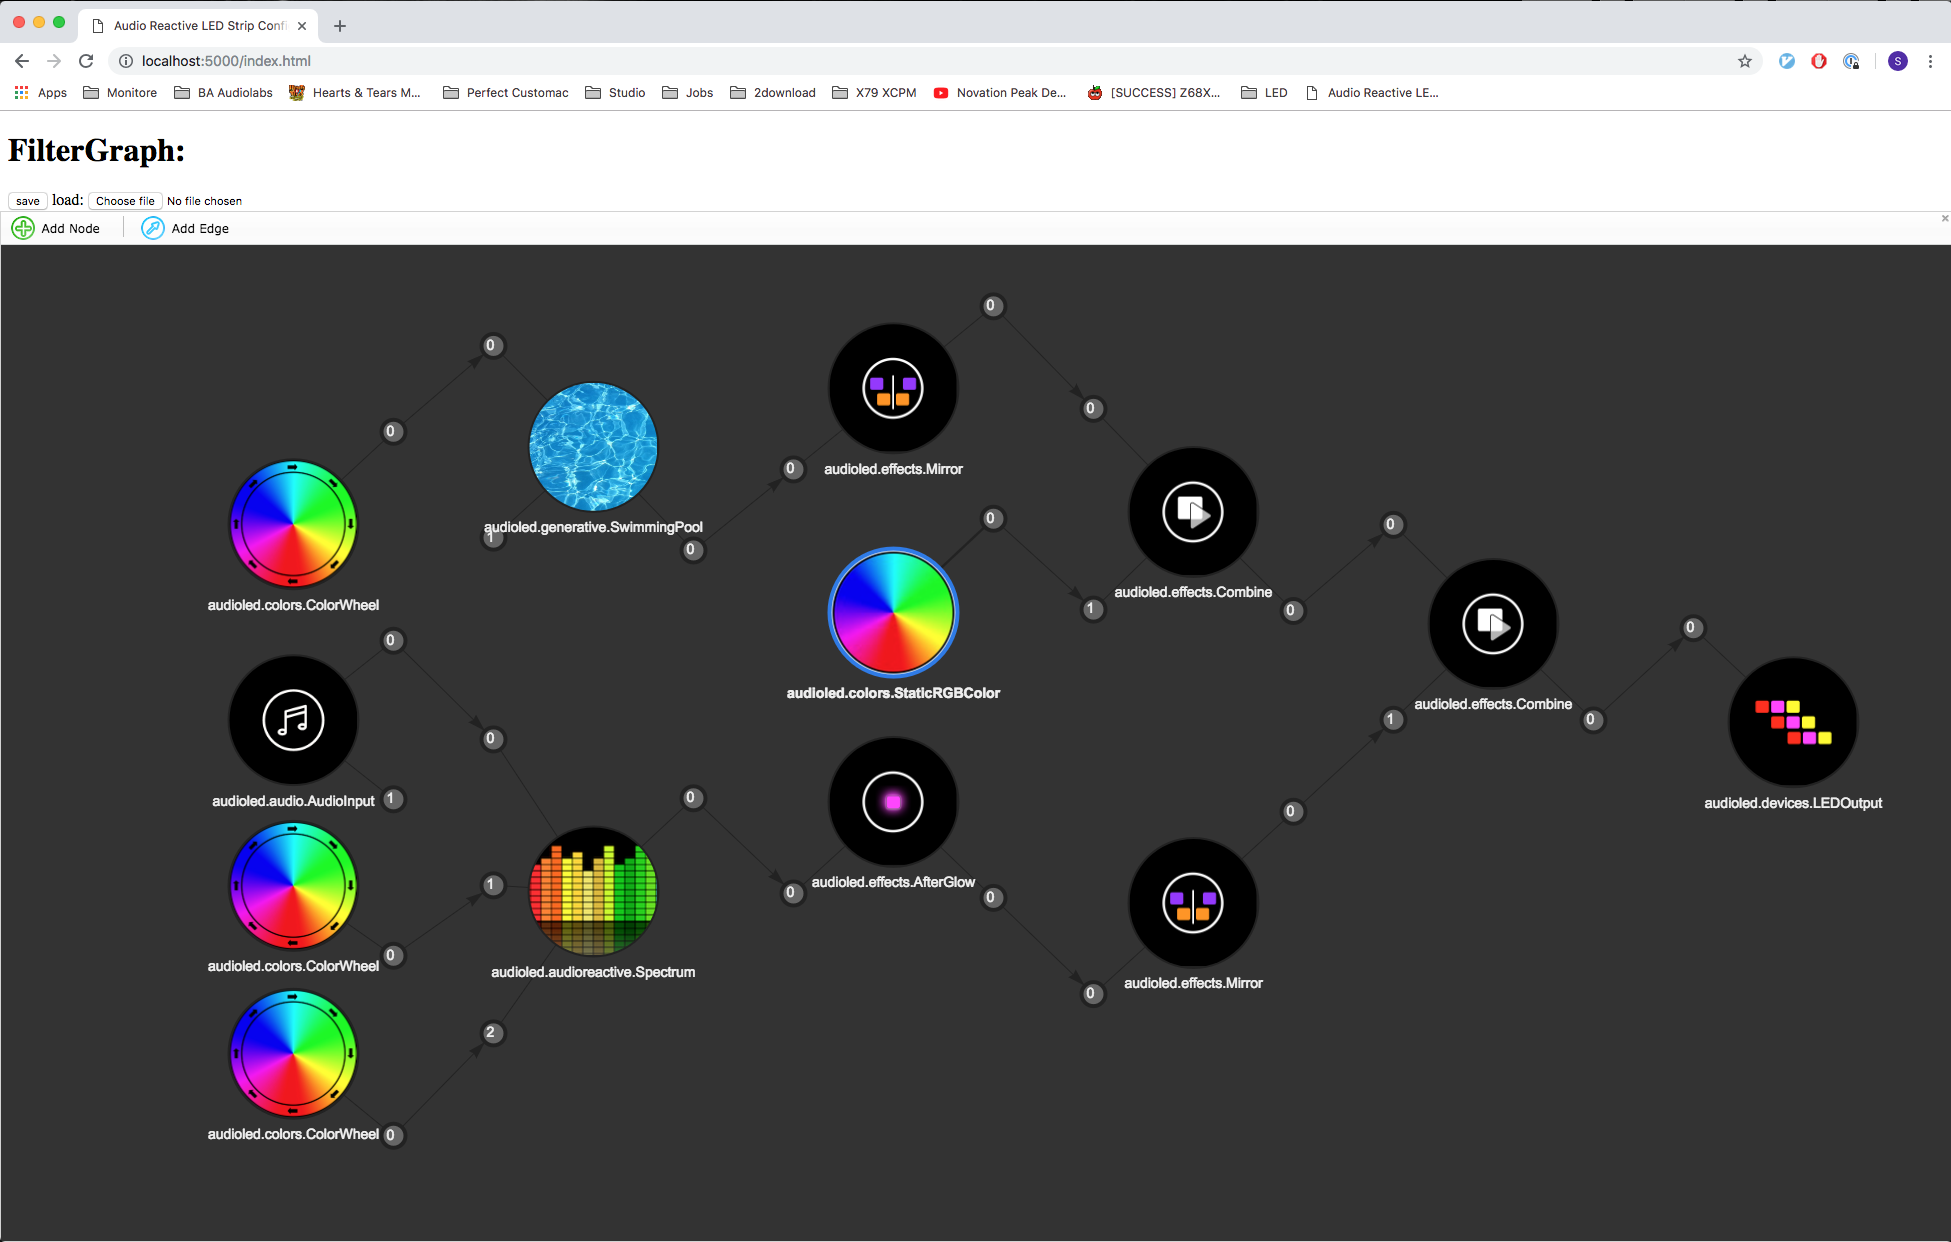 Audio Reactive LED Strip Confi
localhost:5000/index.html
S
Apps
Monitore
BA Audiolabs
Hearts & Tears M...
Perfect Customac
Studio
Jobs
2download
X79 XCPM
Novation Peak De...
[SUCCESS] Z68X...
LED
Audio Reactive LE...
FilterGraph:
save load: Choose file No file chosen
Add Node
Add Edge
0
0
0
0
0
audioled.effects.Mirror
0
audioled.generative.SwimmingPool
1
0
0
0
1
audioled.effects.Combine
0
audioled.colors.ColorWheel
0
0
audioled.colors.StaticRGBColor
audioled.effects.Combine
1
0
0
audioled.audio.AudioInput
1
0
audioled.devices.LEDOutput
0
1
0
audioled.effects.AfterGlow
0
audioled.colors.ColorWheel
0
audioled.audioreactive.Spectrum
0
audioled.effects.Mirror
2
audioled.colors.ColorWheel
0